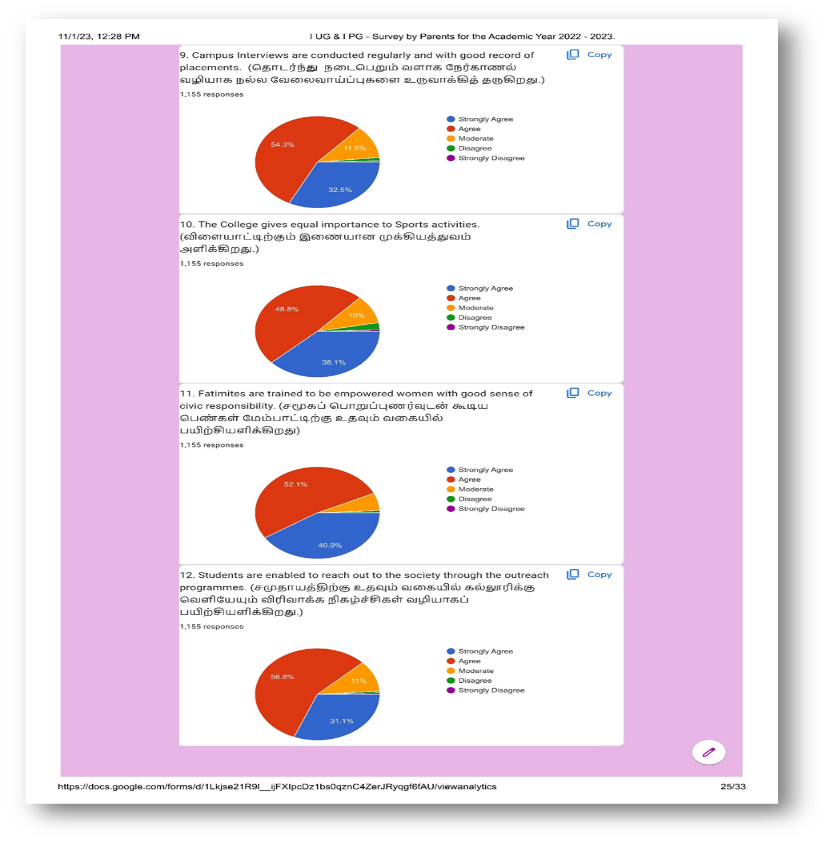 11/1/23, 12:28 PM
I UG & I PG - Survey by Parents for the Academic Year 2022 - 2023.
9. Campus Interviews are conducted regularly and with good record of
placements. (தொடர்ந்து நடைபெறும் வளாக நேர்காணல்
வழியாக நல்ல வேலைவாய்ப்புகளை உருவாக்கித் தருகிறது.)
Copy
1,155 responses
54.3%
11.6%
32.5%
Strongly Agree
Agree
Moderate
Disagree
Strongly Disagree
10. The College gives equal importance to Sports activities.
(விளையாட்டிற்கும் இணையான முக்கியத்துவம்
அளிக்கிறது.)
Copy
1,155 responses
48.8%
10%
38.1%
Strongly Agree
Agree
Moderate
Disagree
Strongly Disagree
11. Fatimites are trained to be empowered women with good sense of
civic responsibility. (சமூகப் பொறுப்புணர்வுடன் கூடிய
பெண்கள் மேம்பாட்டிற்கு உதவும் வகையில்
பயிற்சியளிக்கிறது)
Copy
1,155 responses
52.1%
40.9%
Strongly Agree
Agree
Moderate
Disagree
Strongly Disagree
12. Students are enabled to reach out to the society through the outreach
programmes. (சமுதாயத்திற்கு உதவும் வகையில் கல்லூரிக்கு
வெளியேயும் விரிவாக்க நிகழ்ச்சிகள் வழியாகப்
பயிற்சியளிக்கிறது.)
Copy
1,155 responses
56.8%
11%
31.1%
Strongly Agree
Agree
Moderate
Disagree
Strongly Disagree
https://docs.google.com/forms/d/1Lkjse21R9I__ijFXIpcDz1bs0qznC4ZerJRyqgf6fAU/viewanalytics
25/33